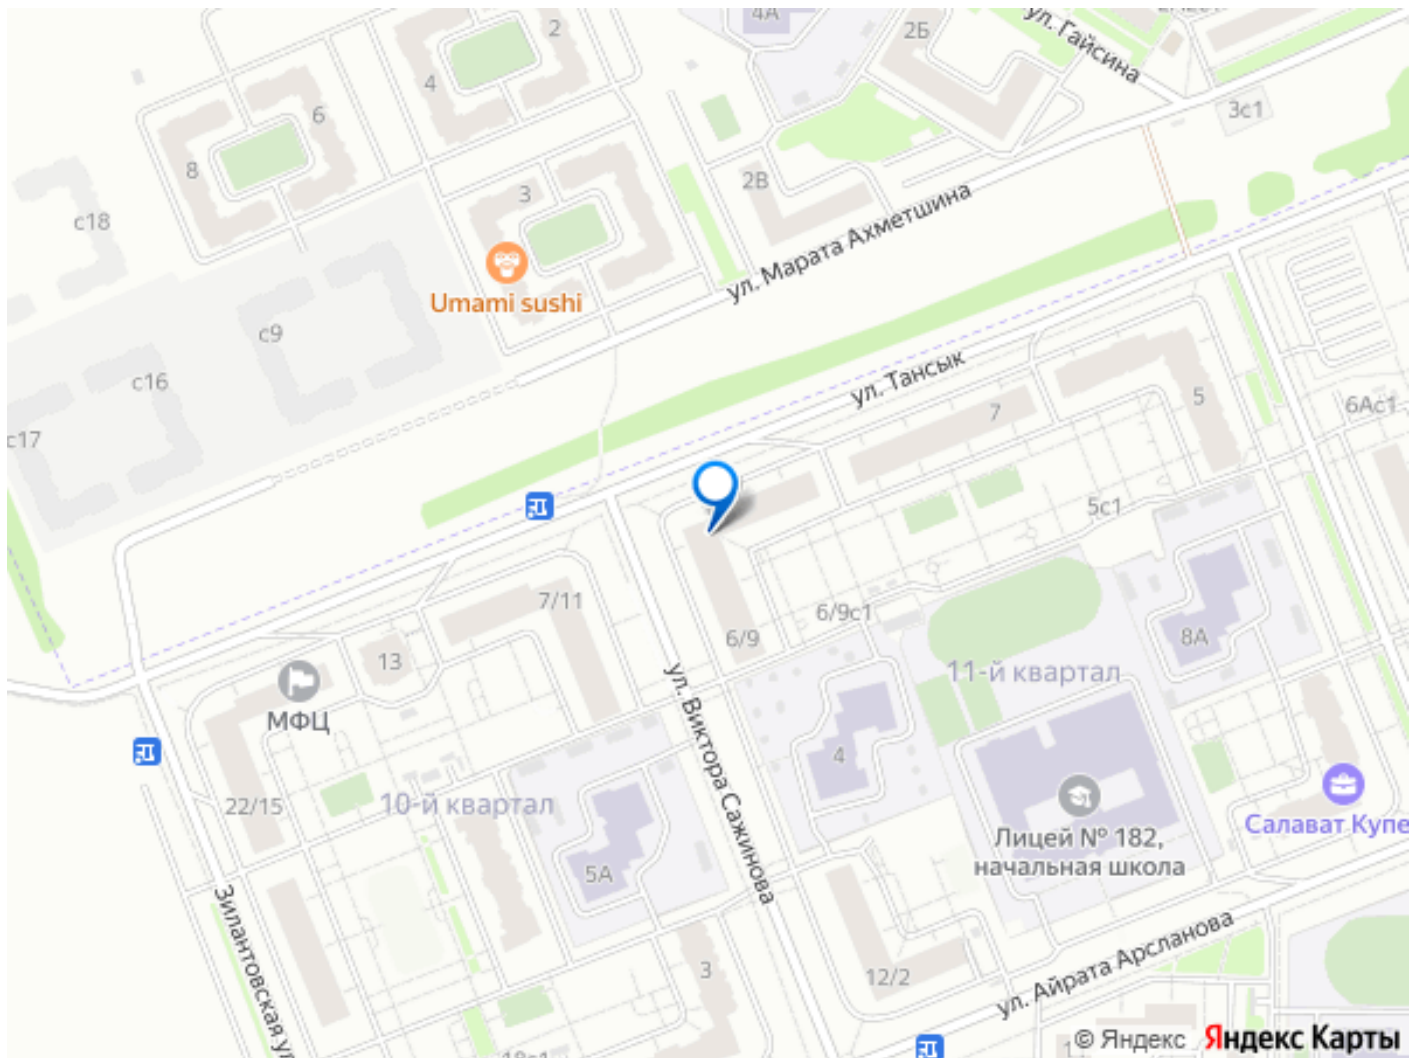 4А
2Б
ул. Гайсина
2
4
6
8
3с1
3
2В
ул. Марата Ахметшина
с18
Umami sushi
с9
с16
с17
ул. Тансык
7
5
6Ас1
5с1
7/11
6/9с1
6/9
8А
13
МФЦ
11-й квартал
ул. Виктора Сажинова
4
22/15
10-й квартал
Лицей № 182,
начальная школа
Салават Купе
5А
Зилантовская ул
3
12/2
ул. Айрата Арсланова
© Яндекс Яндекс Карты